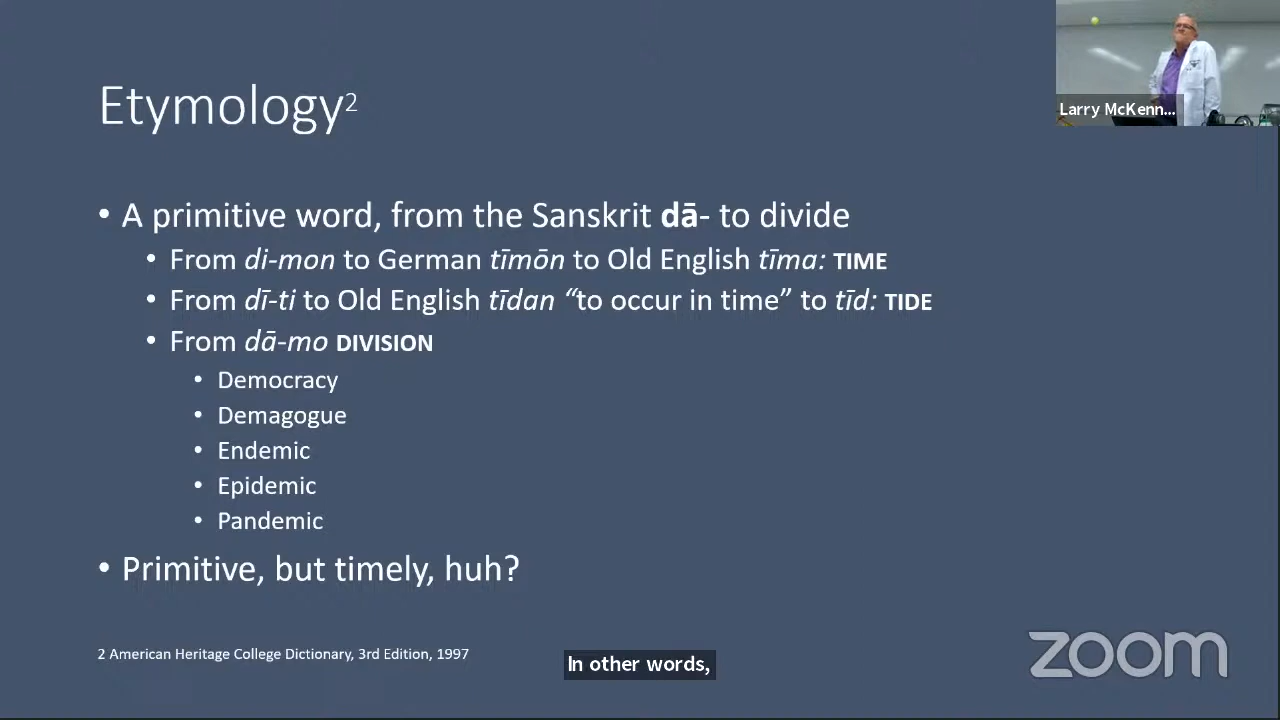 Etymology²
Larry McKenn...
• A primitive word, from the Sanskrit dā- to divide
• From di-mon to German tīmōn to Old English tīma: TIME
• From dī-ti to Old English tīdan “to occur in time” to tīd: TIDE
• From dā-mo DIVISION
• Democracy
• Demagogue
• Endemic
• Epidemic
• Pandemic
• Primitive, but timely, huh?
2 American Heritage College Dictionary, 3rd Edition, 1997
In other words,
zoom